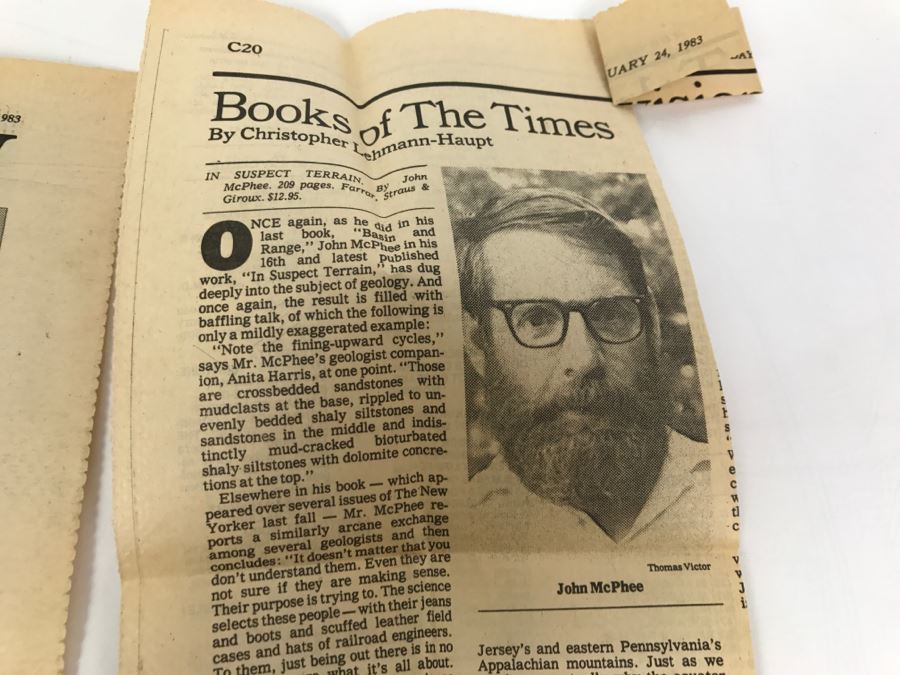 983
C20
UARY 24, 1983
DAY
Books of The Times
By Christopher Lehmann-Haupt
IN SUSPECT TERRAIN. By John
McPhee. 209 pages. Farrar, Straus &
Giroux. $12.95.
ONCE again, as he did in his
last book, "Basin and
Range," John McPhee in his
16th and latest published
work, "In Suspect Terrain," has dug
deeply into the subject of geology. And
once again, the result is filled with
baffling talk, of which the following is
only a mildly exaggerated example:
"Note the fining-upward cycles,"
says Mr. McPhee's geologist compan-
ion, Anita Harris, at one point. "Those
are crossbedded sandstones with
mudclasts at the base, rippled to un-
evenly bedded shaly siltstones and
sandstones in the middle and indis-
tinctly mud-cracked bioturbated
shaly siltstones with dolomite concre-
tions at the top."
Elsewhere in his book — which ap-
peared over several issues of The New
Yorker last fall — Mr. McPhee re-
ports a similarly arcane exchange
among several geologists and then
concludes: "It doesn't matter that you
don't understand them. Even they are
not sure if they are making sense.
Their purpose is trying to. The science
selects these people — with their jeans
and boots and scuffed leather field
cases and hats of railroad engineers.
To them, just being out there is in no
what it's all about.
Thomas Victor
John McPhee
Jersey's and eastern Pennsylvania's
Appalachian mountains. Just as we